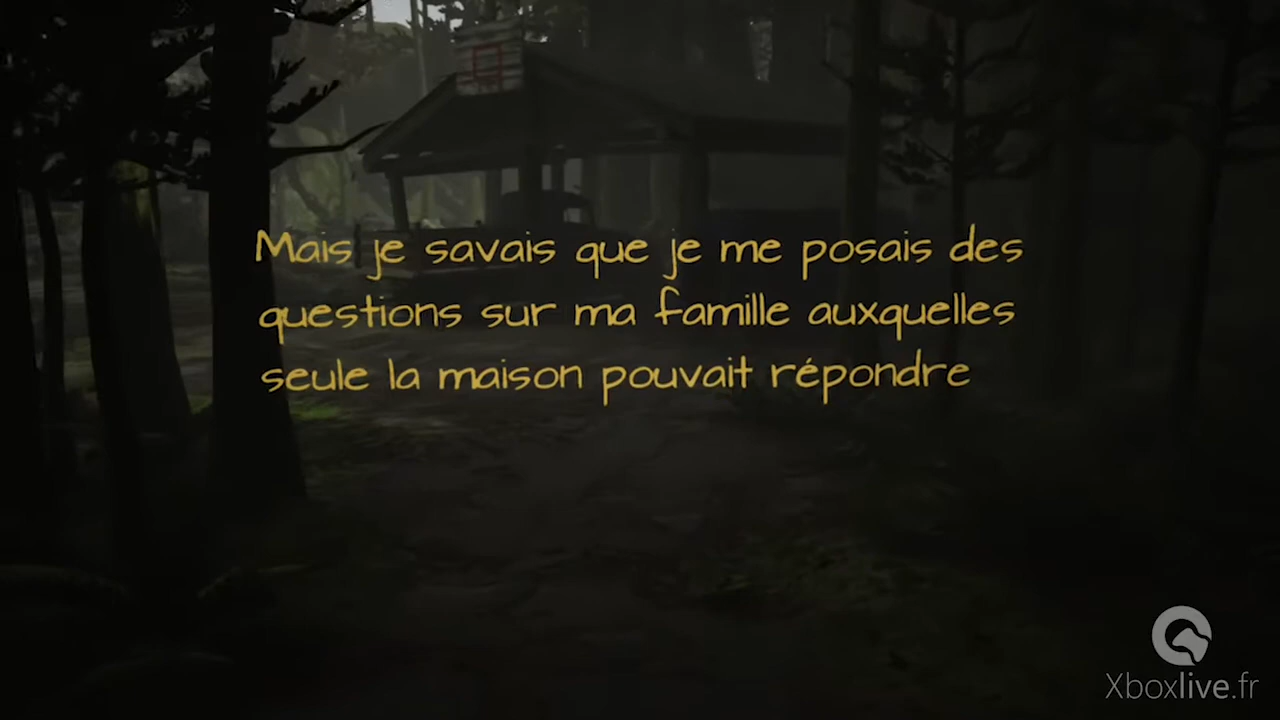 Mais je savais que je me posais des
questions sur ma famille auxquelles
seule la maison pouvait répondre
Xboxlive.fr